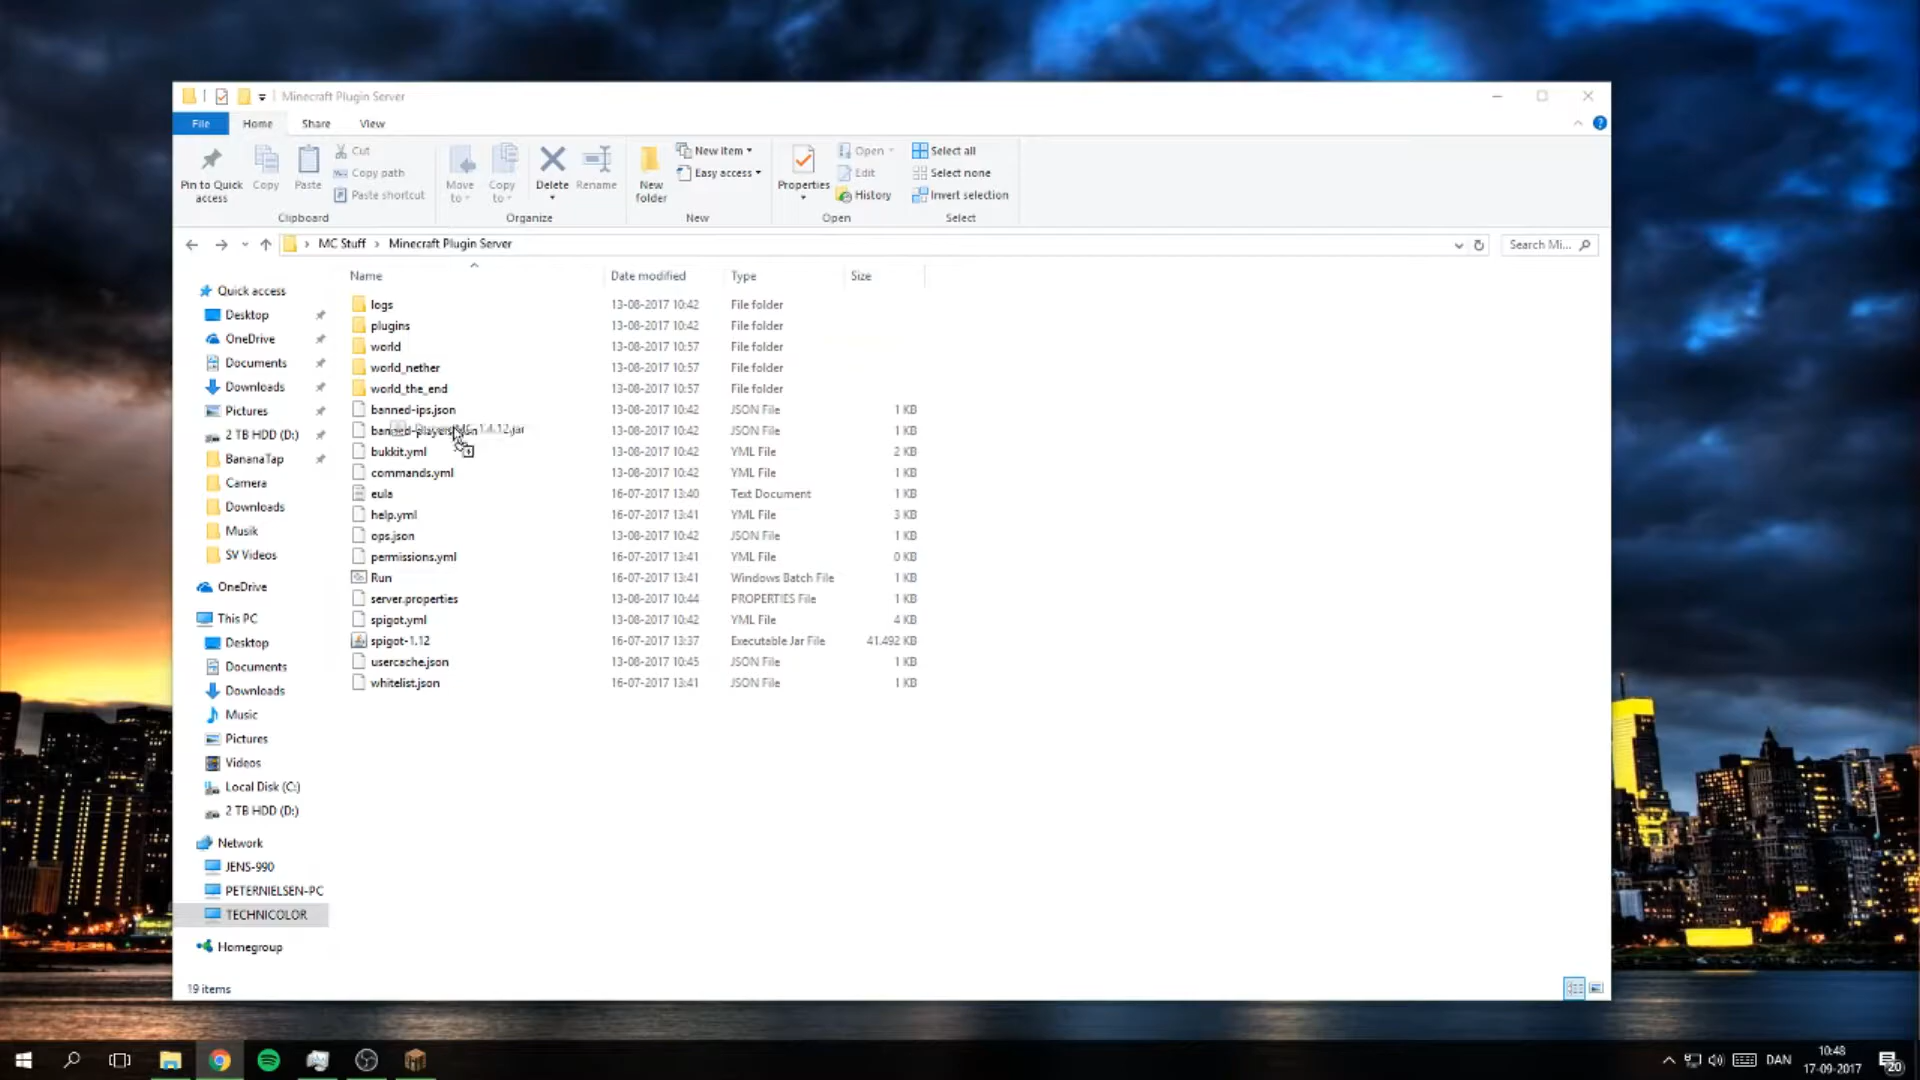 Minecraft Plugin Server
File Home Share View
Pin to Quick access
Copy
Paste
Cut
Copy path
Paste shortcut
Clipboard
Move to
Copy to
Delete
Rename
Organize
New folder
New item
Easy access
New
Properties
Open
Edit
History
Open
Select all
Select none
Invert selection
Select
MC Stuff Minecraft Plugin Server
Search Mi...
Name Date modified Type Size
Quick access
Desktop
OneDrive
Documents
Downloads
Pictures
2 TB HDD (D:)
BananaTap
Camera
Downloads
Musik
SV Videos
OneDrive
This PC
Desktop
Documents
Downloads
Music
Pictures
Videos
Local Disk (C:)
2 TB HDD (D:)
Network
JENS-990
PETERNIELSEN-PC
TECHNICOLOR
Homegroup
logs 13-08-2017 10:42 File folder
plugins 13-08-2017 10:42 File folder
world 13-08-2017 10:57 File folder
world_nether 13-08-2017 10:57 File folder
world_the_end 13-08-2017 10:57 File folder
banned-ips.json 13-08-2017 10:42 JSON File 1 KB
13-08-2017 10:42 JSON File 1 KB
bukkit.yml 13-08-2017 10:42 YML File 2 KB
commands.yml 13-08-2017 10:42 YML File 1 KB
eula 16-07-2017 13:40 Text Document 1 KB
help.yml 16-07-2017 13:41 YML File 3 KB
ops.json 13-08-2017 10:42 JSON File 1 KB
permissions.yml 16-07-2017 13:41 YML File 0 KB
Run 16-07-2017 13:41 Windows Batch File 1 KB
server.properties 13-08-2017 10:44 PROPERTIES File 1 KB
spigot.yml 13-08-2017 10:42 YML File 4 KB
spigot-1.12 16-07-2017 13:37 Executable Jar File 41.492 KB
usercache.json 13-08-2017 10:45 JSON File 1 KB
whitelist.json 16-07-2017 13:41 JSON File 1 KB
19 items
DAN
10:48
17-09-2017
20